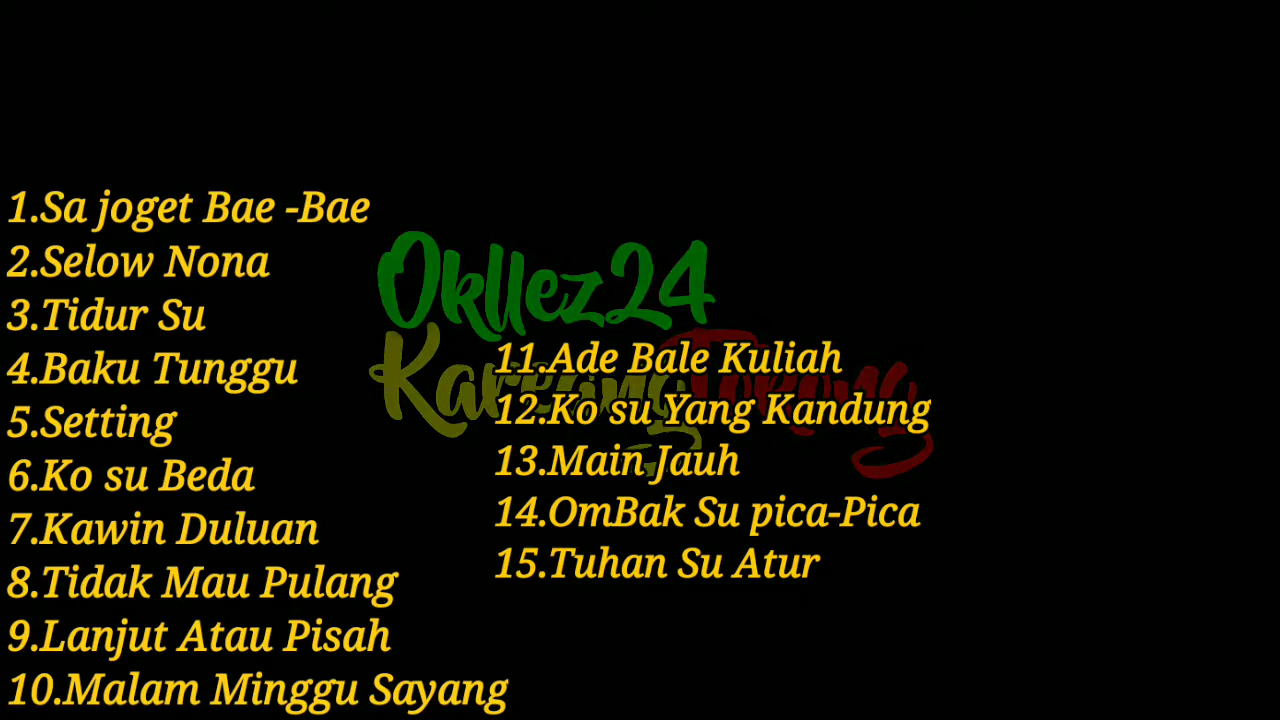 1.Sa joget Bae -Bae
2.Selow Nona
3.Tidur Su
4.Baku Tunggu
5.Setting
6.Ko su Beda
7.Kawin Duluan
8.Tidak Mau Pulang
9.Lanjut Atau Pisah
10.Malam Minggu Sayang
Okllez24
11.Ade Bale Kuliah
12.Ko su Yang Kandung
13.Main Jauh
14.OmBak Su pica-Pica
15.Tuhan Su Atur